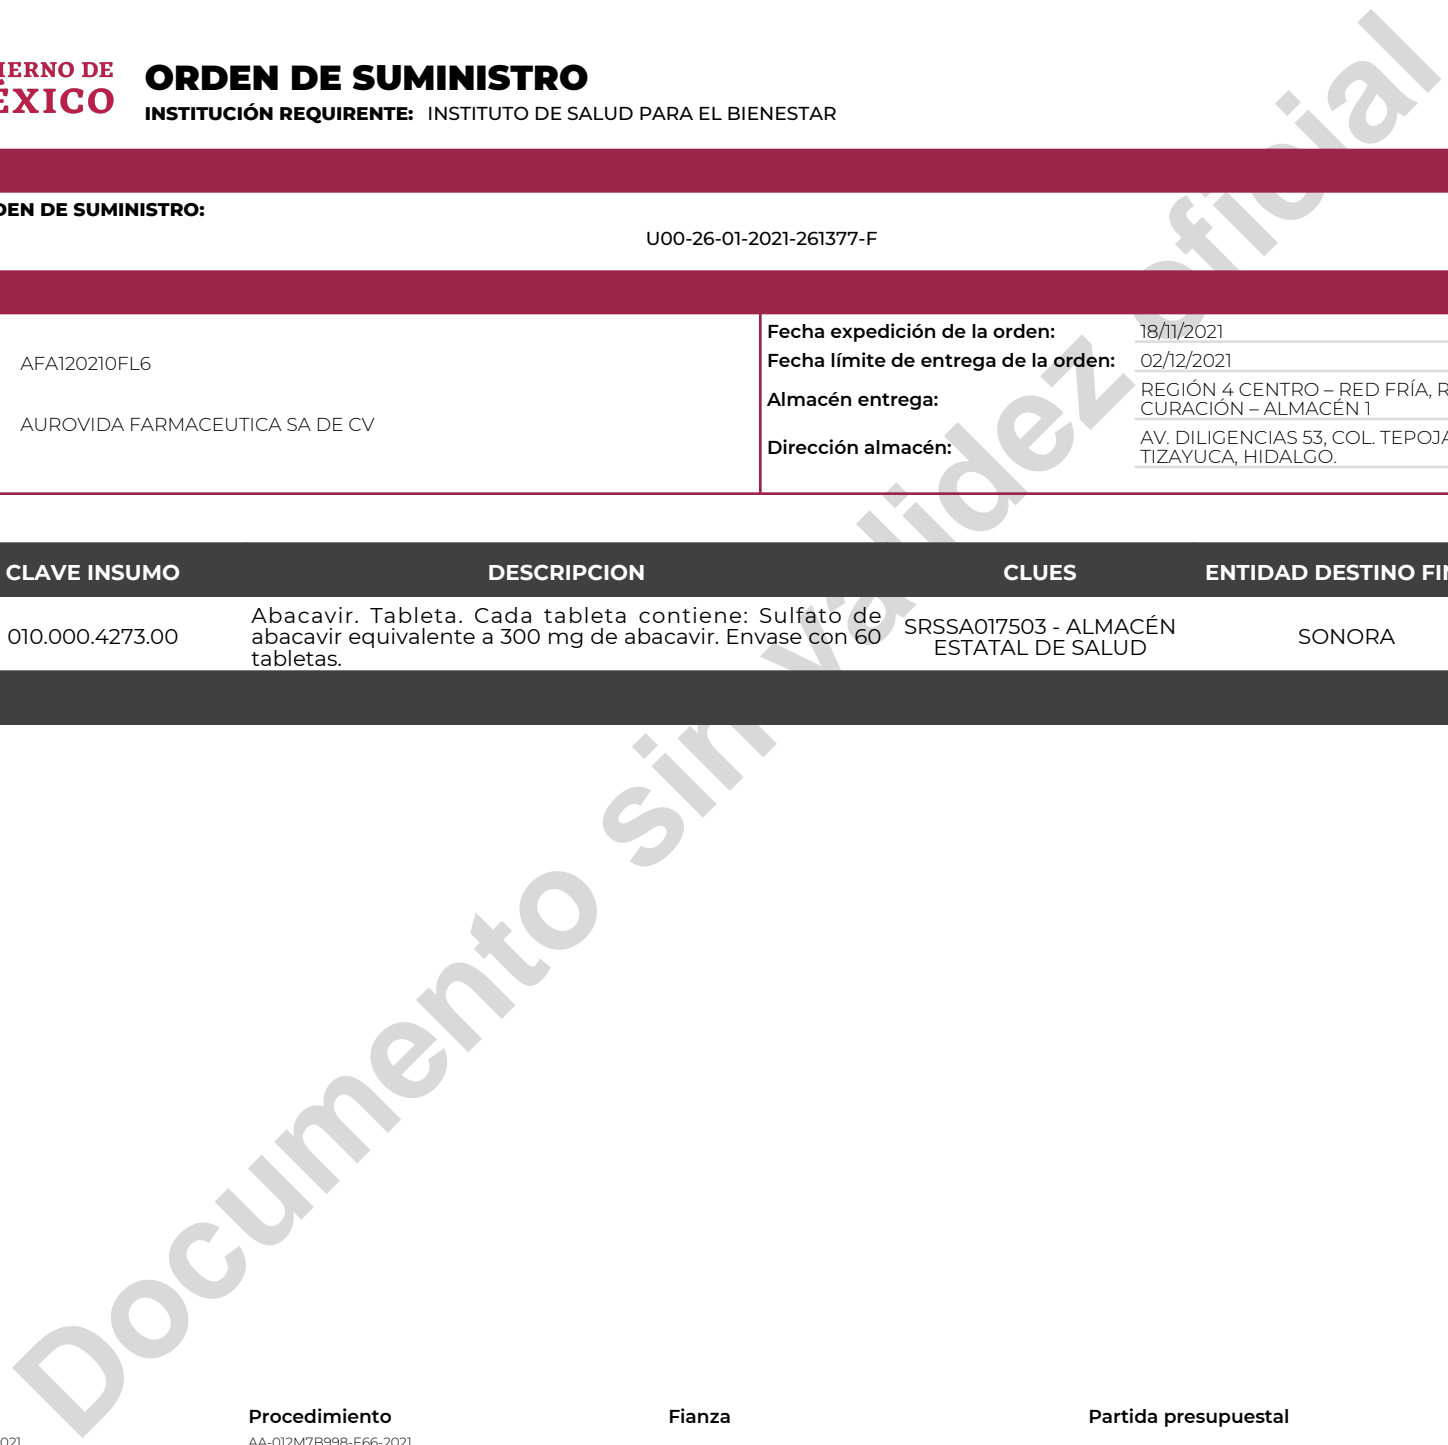 ORDEN DE SUMINISTRO
INSTITUCIÓN REQUIRENTE: INSTITUTO DE SALUD PARA EL BIENESTAR
DE
ÉXICO
DE SUMINISTRO:
U00-26-01-2021-261377-F
AFA120210FL6
AUROVIDA FARMACEUTICA SA DE CV
Fecha expedición de la orden: 18/11/2021
Fecha límite de entrega de la orden: 02/12/2021
Almacén entrega: REGIÓN 4 CENTRO – RED FRÍA,
CURACIÓN – ALMACÉN 1
Dirección almacén: AV. DILIGENCIAS 53, COL.
TIZAYUCA, HIDALGO.
CLAVE INSUMO DESCRIPCION CLUES ENTIDAD DESTINO
010.000.4273.00
Abacavir. Tableta. Cada tableta contiene: Sulfato de
abacavir equivalente a 300 mg de abacavir. Envase con 60
tabletas.
SRSSA017503 - ALMACÉN
ESTATAL DE SALUD
SONORA
Documento sin validez oficial
Procedimiento Fianza Partida presupuestal
AA-012M7B998-E66-2021